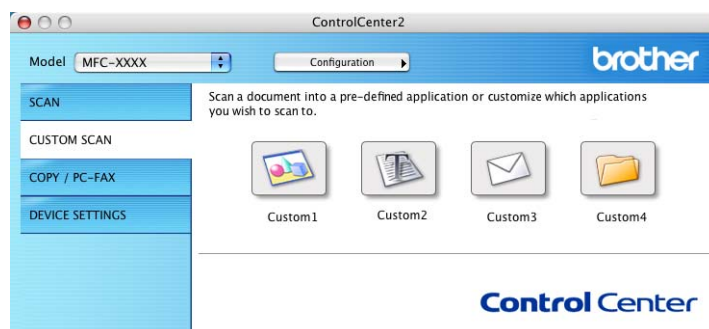 ControlCenter2
Model MFC-XXXX Configuration brother
SCAN
CUSTOM SCAN
COPY / PC-FAX
DEVICE SETTINGS
Scan a document into a pre-defined application or customize which applications
you wish to scan to.
Custom1 Custom2 Custom3 Custom4
Control Center